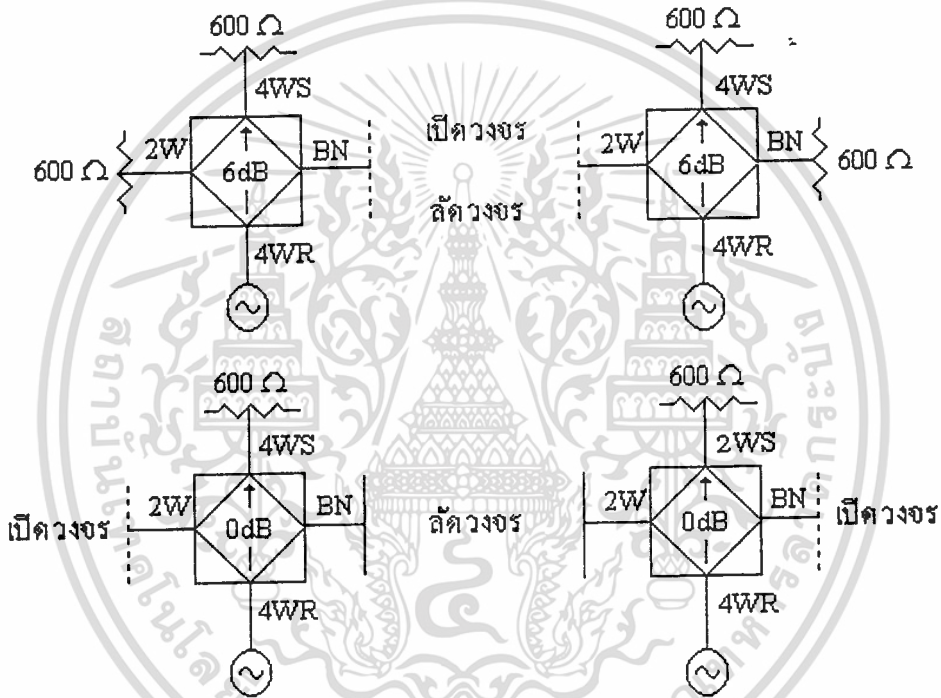 600 Ω
600 Ω
4WS
4WS
2W
BN
เปิดวงจร
2W
BN
600 Ω
6dB
6dB
600 Ω
ลัดวงจร
4WR
4WR
600 Ω
600 Ω
4WS
2WS
2W
BN
2W
BN
เปิดวงจร
0dB
ลัดวงจร
0dB
เปิดวงจร
4WR
4WR